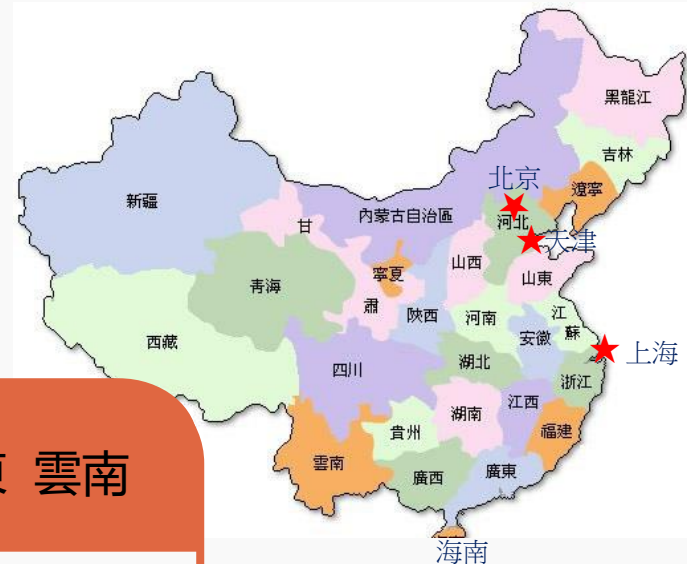 黑龍江
吉林
遼寧
北京
內蒙古自治區
河北
天津
新疆
甘
肅
寧夏
山西
山東
青海
陝西
河南
江
蘇
安徽
上海
西藏
四川
湖北
浙江
江西
湖南
貴州
福建
雲南
廣西
廣東
海南
雲南